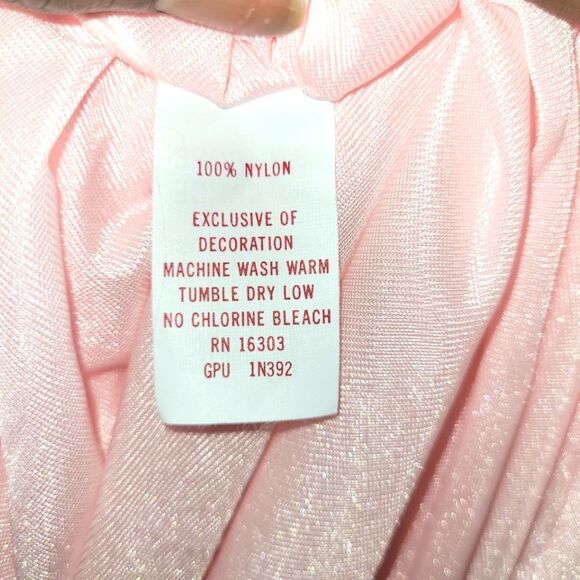 100% NYLON
EXCLUSIVE OF
DECORATION
MACHINE WASH WARM
TUMBLE DRY LOW
NO CHLORINE BLEACH
RN 16303
GPU 1N392